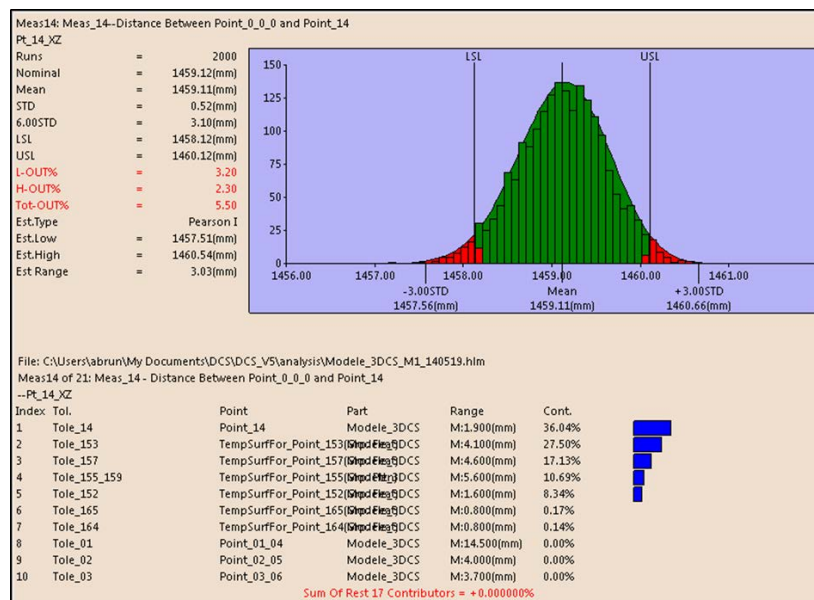 Meas14: Meas_14--Distance Between Point_0_0_0 and Point_14
Pt_14_XZ
Runs = 2000
Nominal = 1459.12(mm)
Mean = 1459.11(mm)
STD = 0.52(mm)
6.00STD = 3.10(mm)
LSL = 1458.12(mm)
USL = 1460.12(mm)
L-OUT% = 3.20
H-OUT% = 2.30
Tot-OUT% = 5.50
Est.Type Pearson I
Est.Low = 1457.51(mm)
Est.High = 1460.54(mm)
Est Range = 3.03(mm)
LSL USL
150
125
100
75
50
25
0
1456.00 1457.00 1458.00 1459.00 1460.00 1461.00
-3.00STD Mean +3.00STD
1457.56(mm) 1459.11(mm) 1460.66(mm)
File: C:\Users\abrun\My Documents\DCS\DCS_V5\analysis\Modele_3DCS_M1_140519.hlm
Meas14 of 21: Meas_14 - Distance Between Point_0_0_0 and Point_14
--Pt_14_XZ
Index Tol. Point Part Range Cont.
1 Tole_14 Point_14 Modele_3DCS M:1.900(mm) 36.04%
2 Tole_153 TempSurfFor_Point_153 M:4.100(mm) 27.50%
3 Tole_157 TempSurfFor_Point_157 M:4.600(mm) 17.13%
4 Tole_155_159 TempSurfFor_Point_155 M:5.600(mm) 10.69%
5 Tole_152 TempSurfFor_Point_152 M:1.600(mm) 8.34%
6 Tole_165 TempSurfFor_Point_165 M:0.800(mm) 0.17%
7 Tole_164 TempSurfFor_Point_164 M:0.800(mm) 0.14%
8 Tole_01 Point_01_04 Modele_3DCS M:14.500(mm) 0.00%
9 Tole_02 Point_02_05 Modele_3DCS M:4.000(mm) 0.00%
10 Tole_03 Point_03_06 Modele_3DCS M:3.700(mm) 0.00%
Sum Of Rest 17 Contributors = +0.000000%